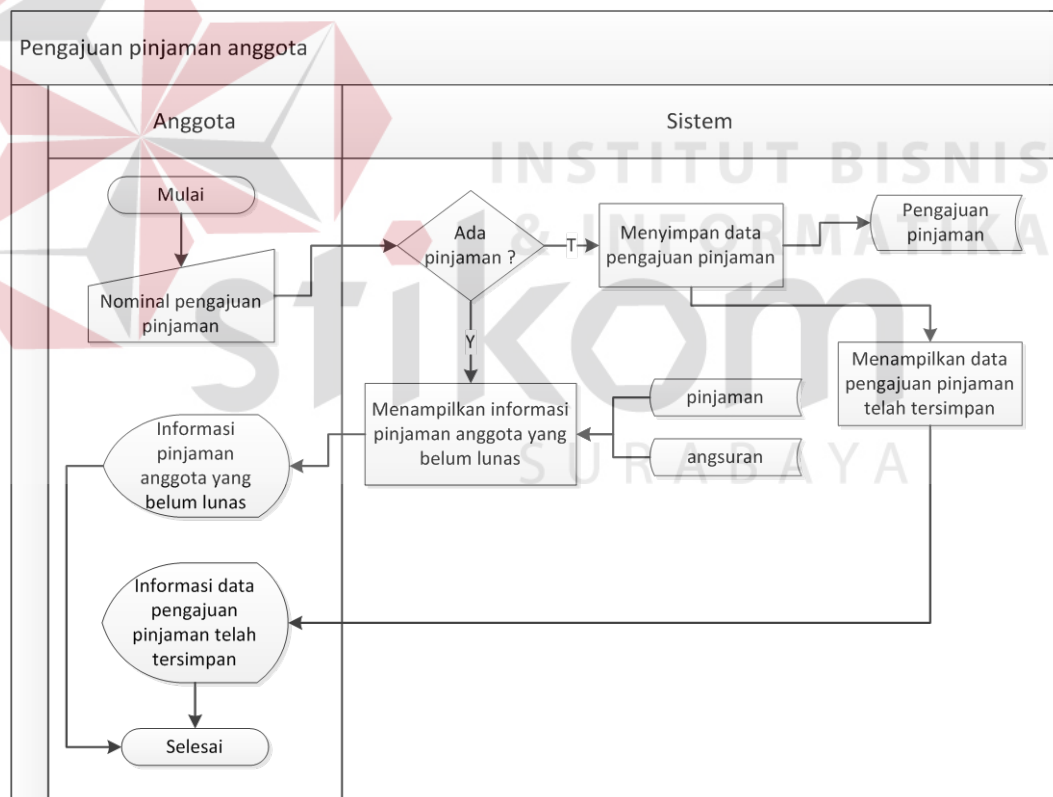 Pengajuan pinjaman anggota
Anggota
Sistem
INSTITUT BISNIS
& INFORMATIKA
stikom
SURABAYA
Mulai
Nominal pengajuan
pinjaman
Ada
pinjaman ?
T
Y
Menyimpan data
pengajuan pinjaman
Pengajuan
pinjaman
Menampilkan data
pengajuan pinjaman
telah tersimpan
Menampilkan informasi
pinjaman anggota yang
belum lunas
pinjaman
angsuran
Informasi
pinjaman
anggota yang
belum lunas
Informasi data
pengajuan
pinjaman telah
tersimpan
Selesai